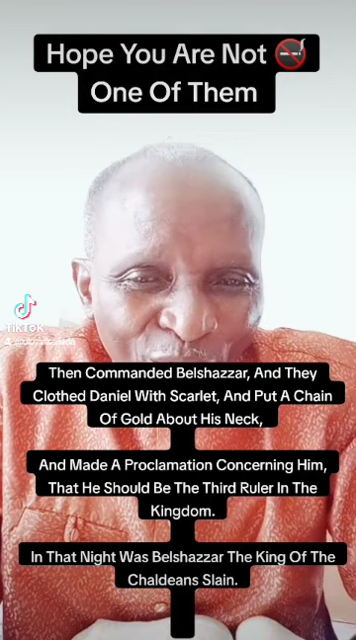 Hope You Are Not 🚭
One Of Them
TIKTOK
Then Commanded Belshazzar, And They
Clothed Daniel With Scarlet, And Put A Chain
Of Gold About His Neck,
And Made A Proclamation Concerning Him,
That He Should Be The Third Ruler In The
Kingdom.
In That Night Was Belshazzar The King Of The
Chaldeans Slain.